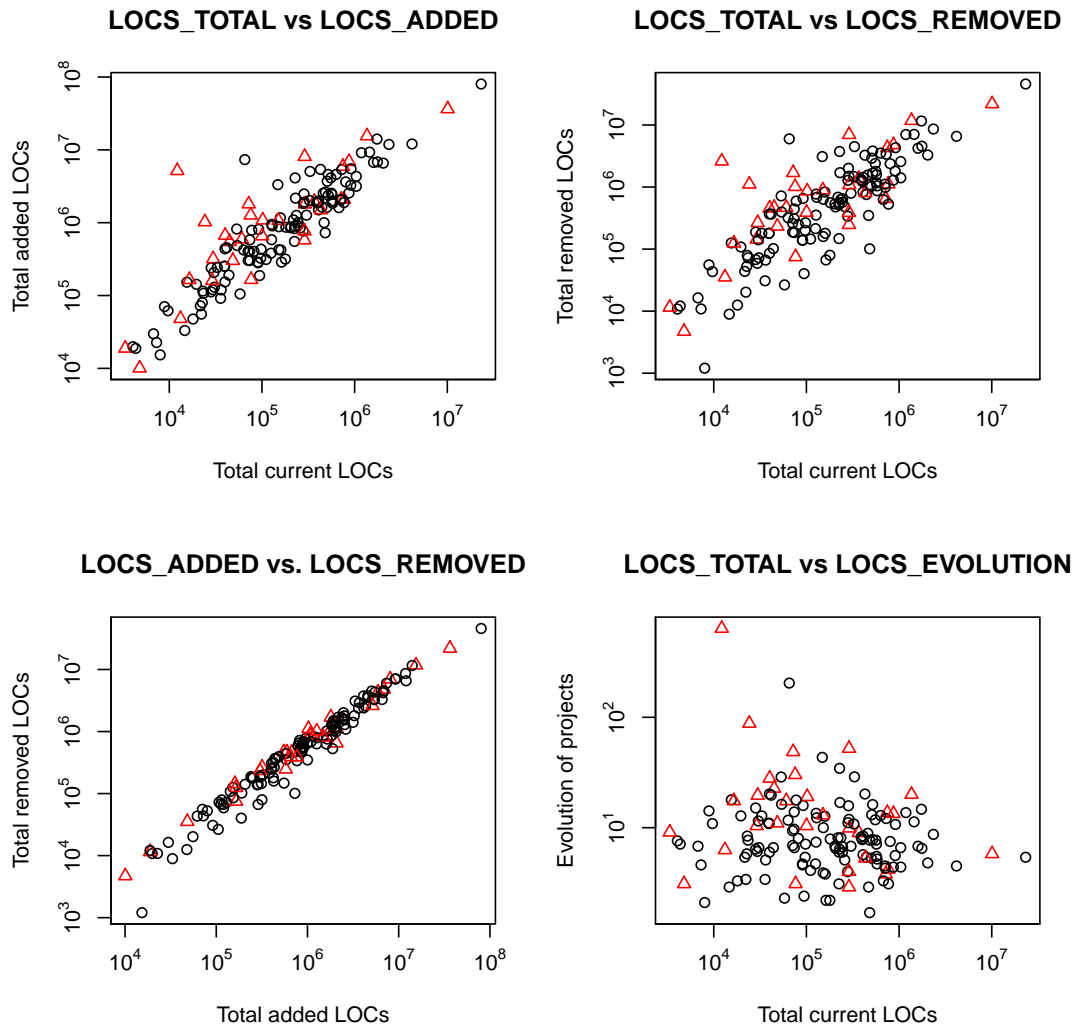 LOCS_TOTAL vs LOCS_ADDED
Total added LOCs
10^8
10^7
10^6
10^5
10^4
10^4 10^5 10^6 10^7
Total current LOCs
LOCS_TOTAL vs LOCS_REMOVED
Total removed LOCs
10^7
10^6
10^5
10^4
10^3
10^4 10^5 10^6 10^7
Total current LOCs
LOCS_ADDED vs. LOCS_REMOVED
Total removed LOCs
10^7
10^6
10^5
10^4
10^3
10^4 10^5 10^6 10^7 10^8
Total added LOCs
LOCS_TOTAL vs LOCS_EVOLUTION
Evolution of projects
10^2
10^1
10^4 10^5 10^6 10^7
Total current LOCs